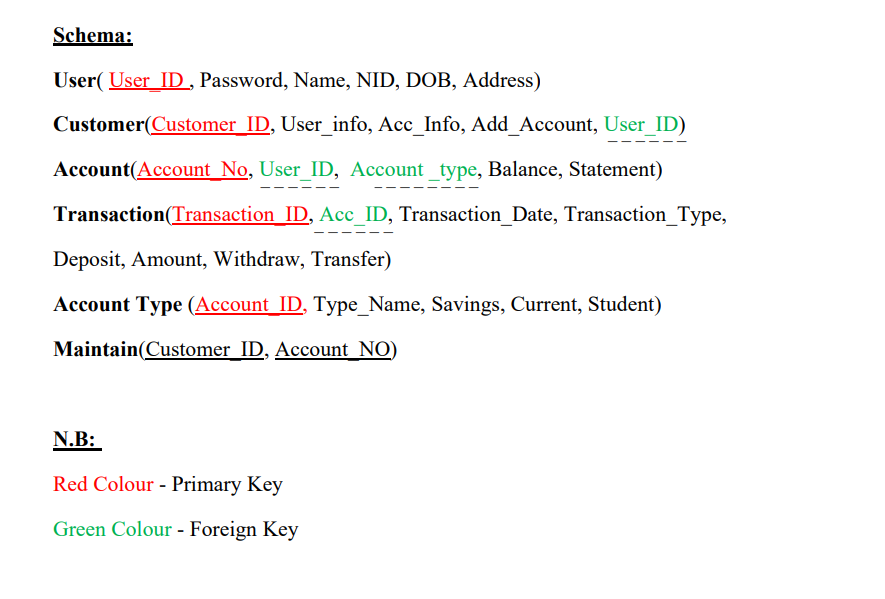 Schema:
User( User_ID , Password, Name, NID, DOB, Address)
Customer(Customer_ID, User_info, Acc_Info, Add_Account, User_ID)
Account(Account_No, User_ID, Account _type, Balance, Statement)
Transaction(Transaction_ID, Acc_ID, Transaction_Date, Transaction_Type,
Deposit, Amount, Withdraw, Transfer)
Account Type (Account_ID, Type_Name, Savings, Current, Student)
Maintain(Customer_ID, Account_NO)
N.B:
Red Colour - Primary Key
Green Colour - Foreign Key